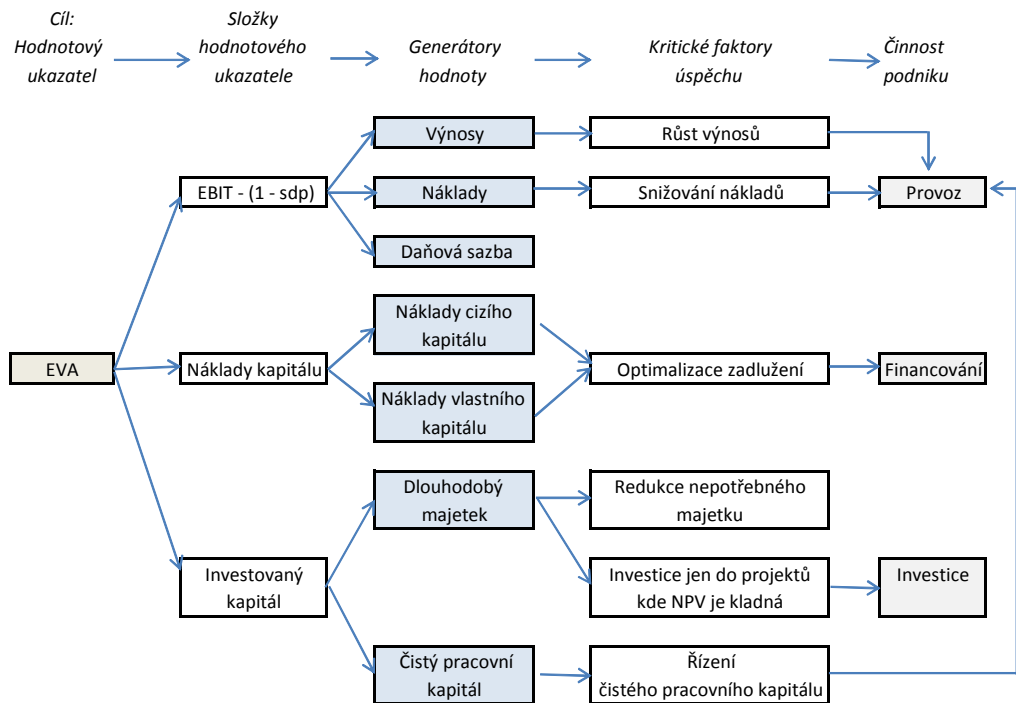 Cíl:
Hodnotový
ukazatel
Složky
hodnotového
ukazatele
Generátory
hodnoty
Kritické faktory
úspěchu
Činnost
podniku
Výnosy
Růst výnosů
EBIT - (1 - sdp)
Náklady
Snižování nákladů
Provoz
Daňová sazba
Náklady cizího
kapitálu
EVA
Náklady kapitálu
Optimalizace zadlužení
Financování
Náklady vlastního
kapitálu
Dlouhodobý
majetek
Redukce nepotřebného
majetku
Investovaný
kapitál
Investice jen do projektů
kde NPV je kladná
Investice
Čistý pracovní
kapitál
Řízení
čistého pracovního kapitálu